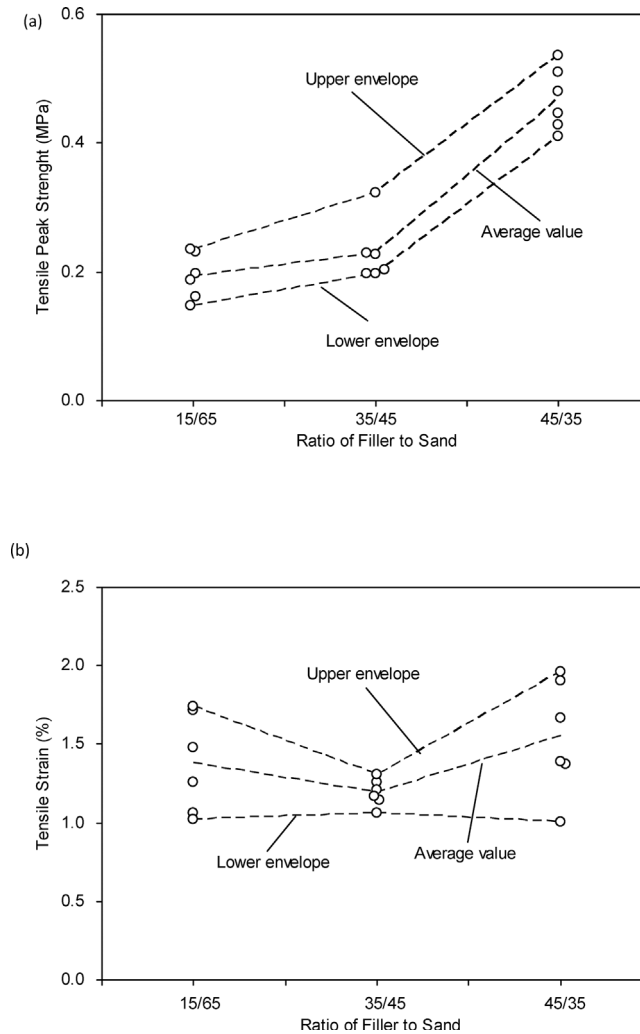 (a)
0.6
0.4
0.2
0.0
Tensile Peak Strenght (MPa)
Upper envelope
Average value
Lower envelope
15/65
35/45
45/35
Ratio of Filler to Sand
(b)
2.5
2.0
1.5
1.0
0.5
0.0
Tensile Strain (%)
Upper envelope
Average value
Lower envelope
15/65
35/45
45/35
Ratio of Filler to Sand